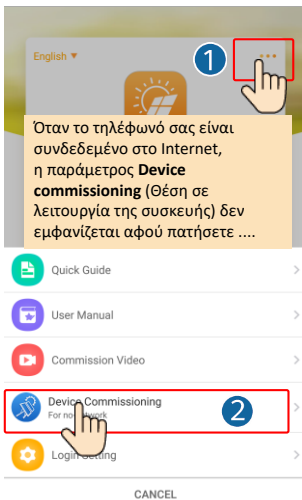 English ▼
1
...
Όταν το τηλέφωνό σας είναι
συνδεδεμένο στο Internet,
η παράμετρος Device
commissioning (Θέση σε
λειτουργία της συσκευής) δεν
εμφανίζεται αφού πατήσετε ....
Quick Guide
User Manual
Commission Video
Device Commissioning
For no network
2
Login Setting
CANCEL